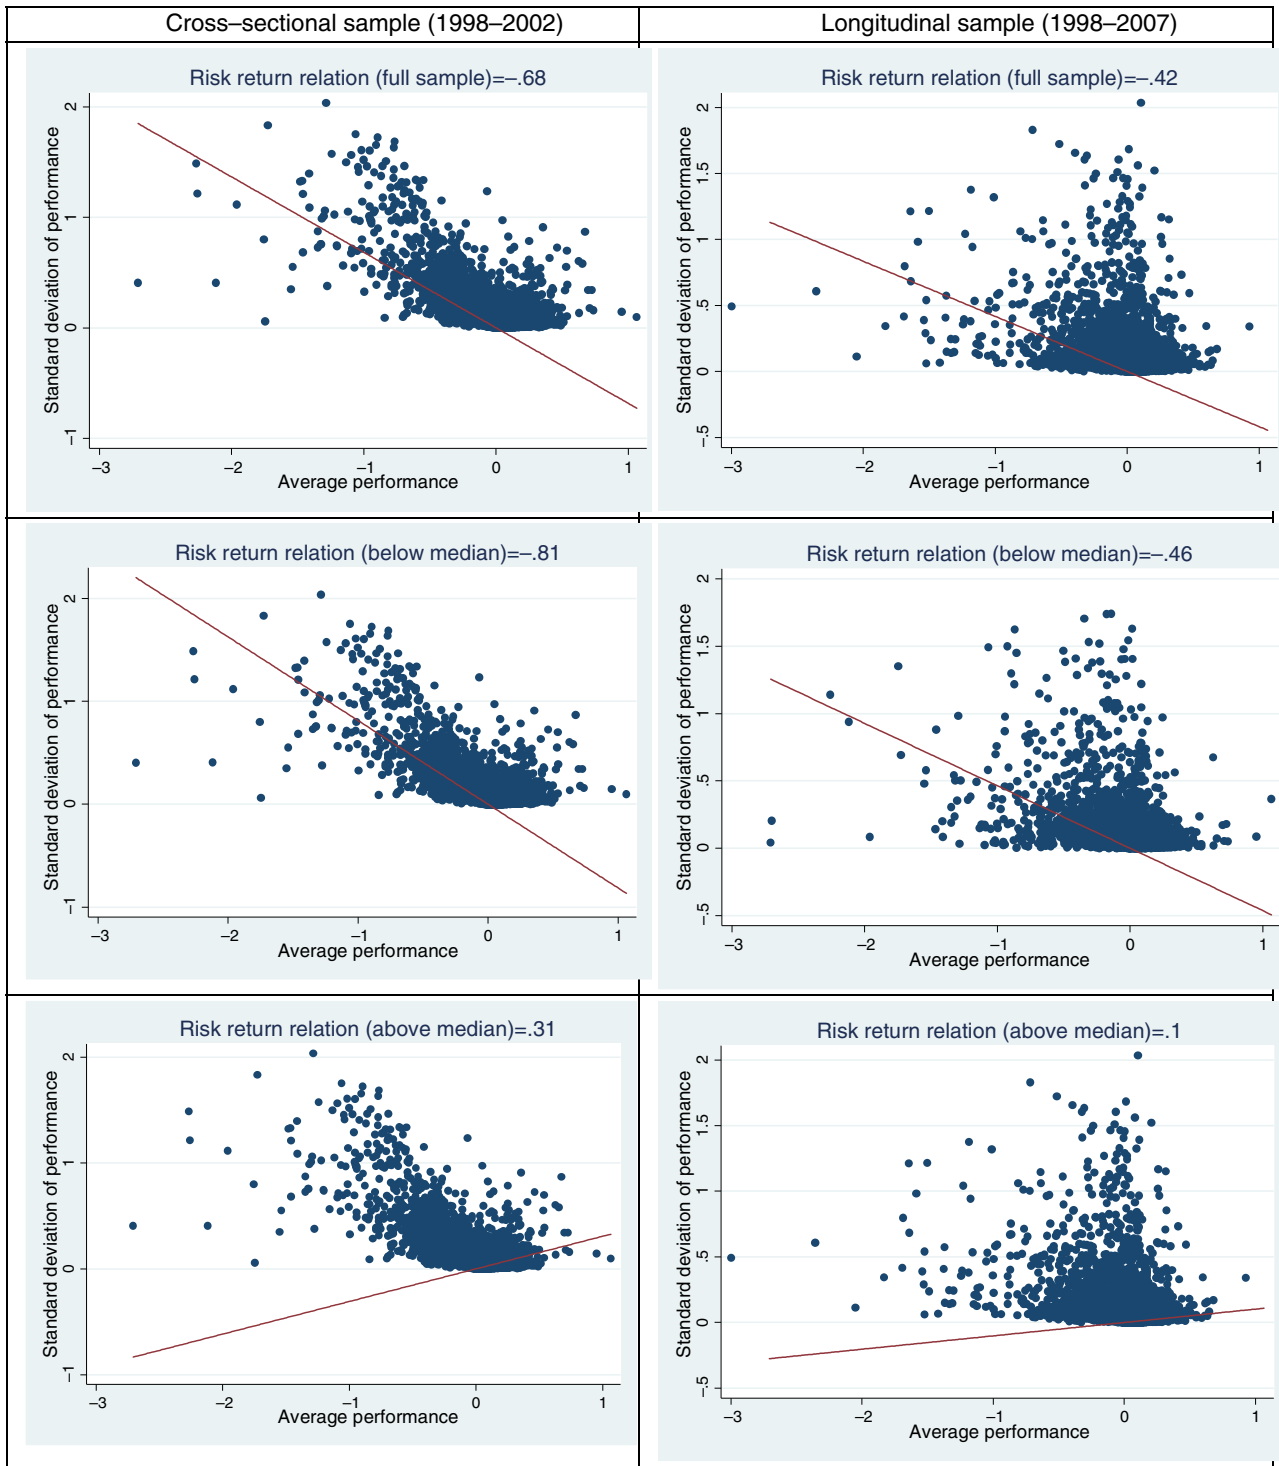 Cross–sectional sample (1998–2002)
Longitudinal sample (1998–2007)
Risk return relation (full sample)=–.68
Standard deviation of performance
2
1
0
–1
–3 –2 –1 0 1
Average performance
Risk return relation (full sample)=–.42
Standard deviation of performance
2
1.5
1
.5
0
–.5
–3 –2 –1 0 1
Average performance
Risk return relation (below median)=–.81
Standard deviation of performance
2
1
0
–1
–3 –2 –1 0 1
Average performance
Risk return relation (below median)=–.46
Standard deviation of performance
2
1.5
1
.5
0
–.5
–3 –2 –1 0 1
Average performance
Risk return relation (above median)=.31
Standard deviation of performance
2
1
0
–1
–3 –2 –1 0 1
Average performance
Risk return relation (above median)=.1
Standard deviation of performance
2
1.5
1
.5
0
–.5
–3 –2 –1 0 1
Average performance